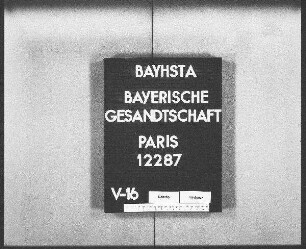 BAYHSTA
BAYERISCHE
GESANDTSCHAFT
PARIS
12287
V-16